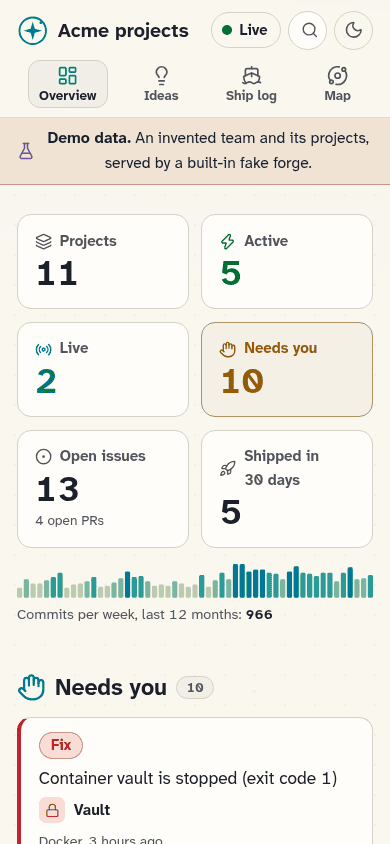 Acme projects
Live
Overview
Ideas
Ship log
Map
Demo data. An invented team and its projects,
served by a built-in fake forge.
Projects
11
Active
5
Live
2
Needs you
10
Open issues
13
4 open PRs
Shipped in
30 days
5
Commits per week, last 12 months: 966
Needs you 10
Fix
Container vault is stopped (exit code 1)
Vault
Docker, 3 hours ago